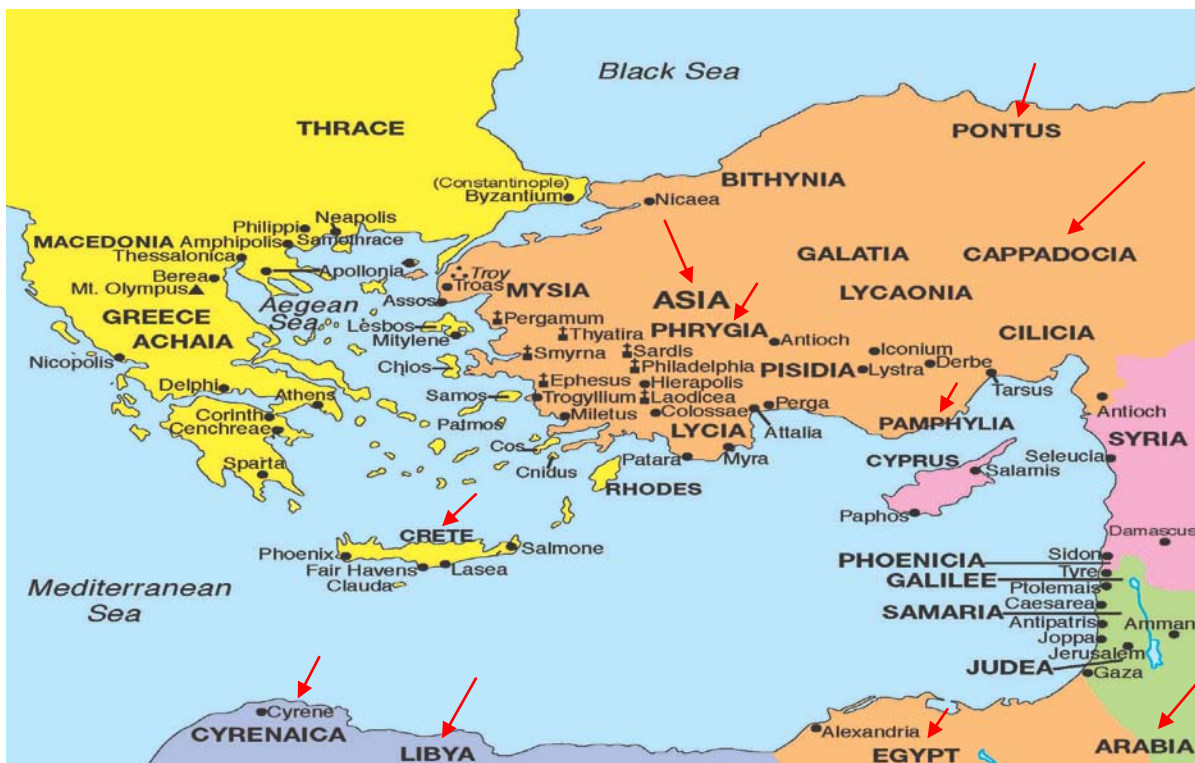 Black Sea
PONTUS
THRACE
BITHYNIA
(Constantinople)
Byzantium
Nicaea
Neapolis
Philippi
MACEDONIA
Amphipolis
Samothrace
Thessalonica
GALATIA
CAPPADOCIA
Apollonia
Troy
Berea
Troas
Mt. Olympus
MYSIA
ASIA
LYCAONIA
Aegean
Sea
Assos
GREECE
Pergamum
PHRYGIA
CILICIA
ACHAIA
Lesbos
Mitylene
Thyatira
Antioch
Nicopolis
Smyrna
Sardis
Iconium
Chios
Philadelphia
PISIDIA
Lystra
Derbe
Delphi
Ephesus
Hierapolis
Tarsus
Athens
Samos
Trogyllium
Laodicea
Perga
Corinth
Miletus
Colossae
Antioch
Cenchreae
Patmos
LYCIA
Attalia
PAMPHYLIA
SYRIA
Cos
Sparta
Cnidus
Patara
Myra
CYPRUS
Seleucia
Salamis
RHODES
Paphos
CRETE
Damascus
Phoenix
Salmone
Fair Havens
Lasea
PHOENICIA
Sidon
Clauda
Tyre
GALILEE
Ptolemais
Mediterranean
Sea
SAMARIA
Caesarea
Antipatris
Amman
Joppa
Jerusalem
JUDEA
Gaza
Cyrene
CYRENAICA
Alexandria
LIBYA
EGYPT
ARABIA